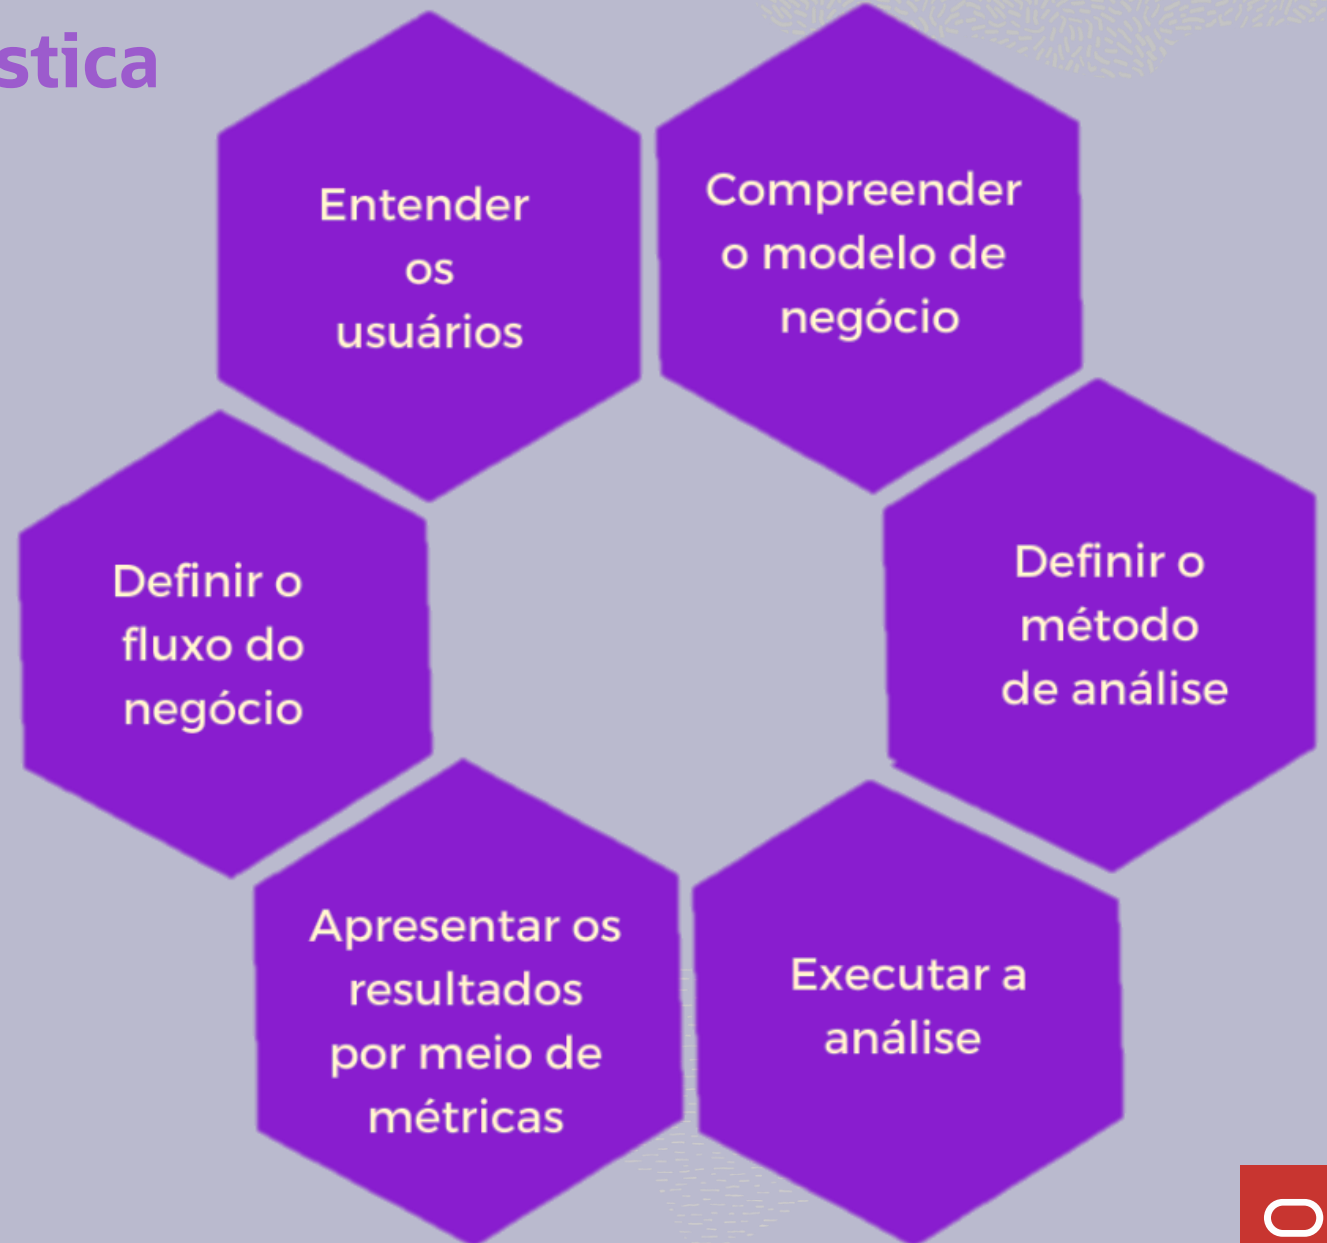 stica
Entender
os
usuários
Compreender
o modelo de
negócio
Definir o
método
de análise
Executar a
análise
Apresentar os
resultados
por meio de
métricas
Definir o
fluxo do
negócio